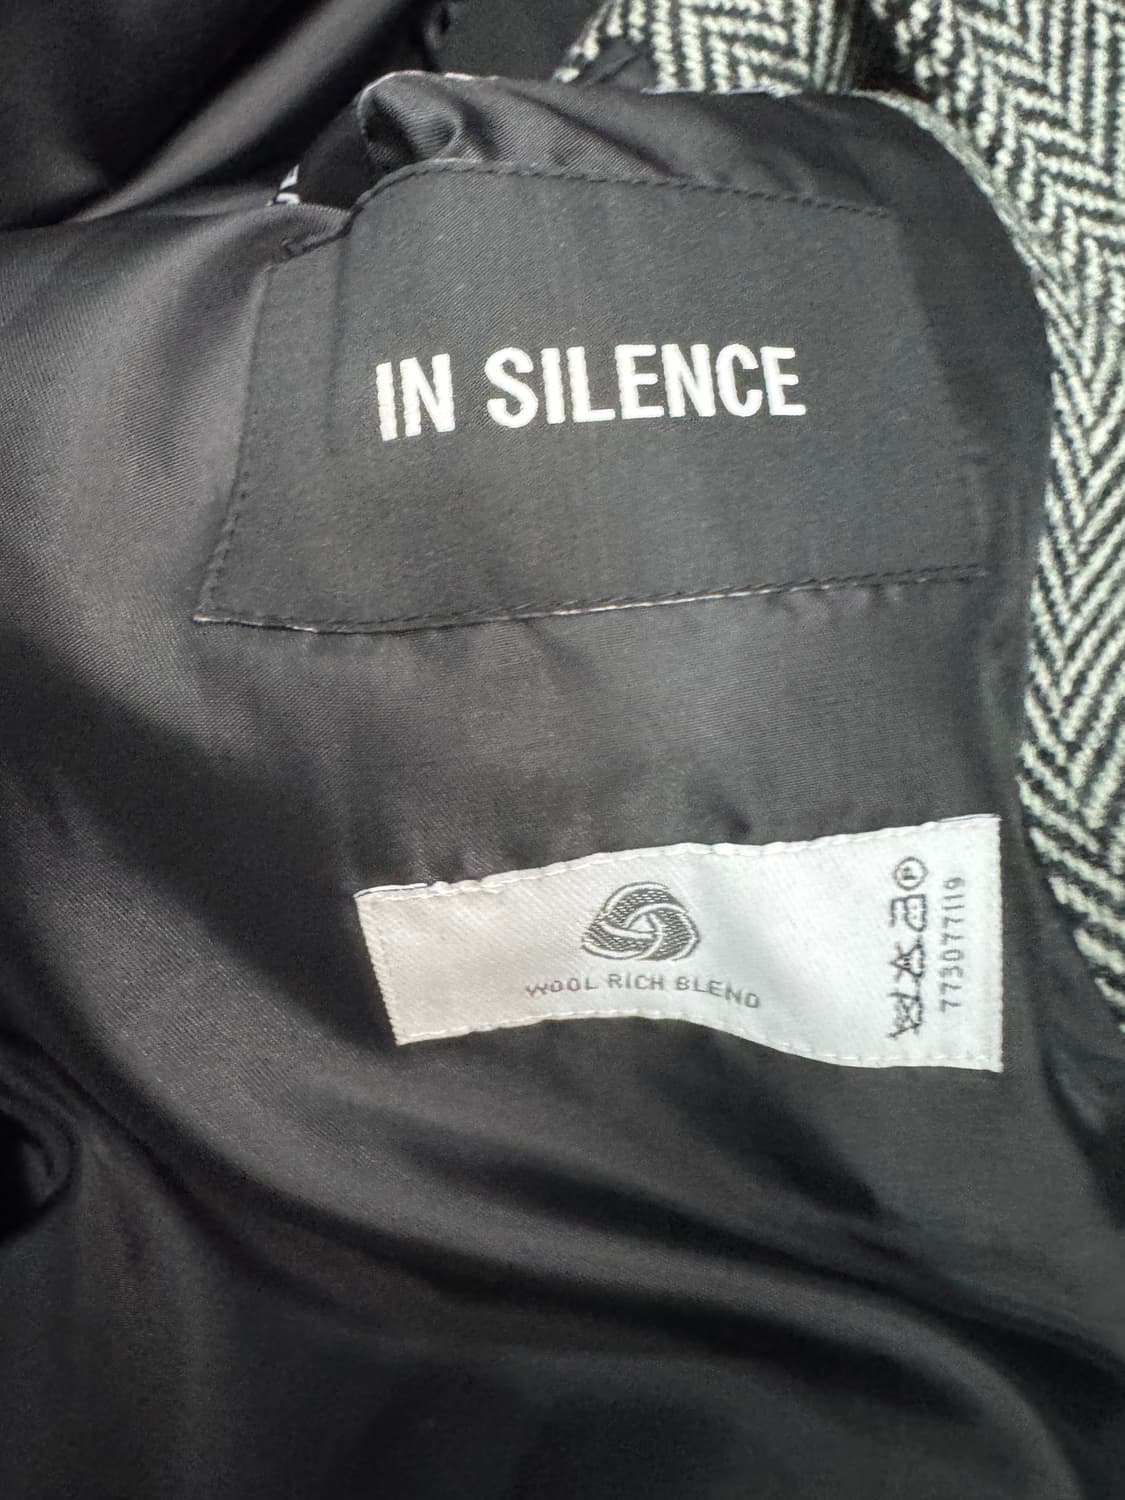 IN SILENCE
WOOL RICH BLEND
P
773077119